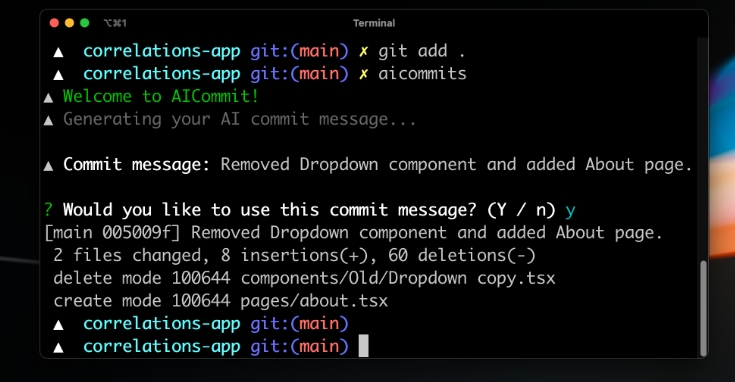 ⌥⌘1 Terminal
▲ correlations-app git:(main) ✗ git add .
▲ correlations-app git:(main) ✗ aicommits
▲ Welcome to AICommit!
▲ Generating your AI commit message...
▲ Commit message: Removed Dropdown component and added About page.
? Would you like to use this commit message? (Y / n) y
[main 005009f] Removed Dropdown component and added About page.
2 files changed, 8 insertions(+), 60 deletions(-)
delete mode 100644 components/Old/Dropdown copy.tsx
create mode 100644 pages/about.tsx
▲ correlations-app git:(main)
▲ correlations-app git:(main)